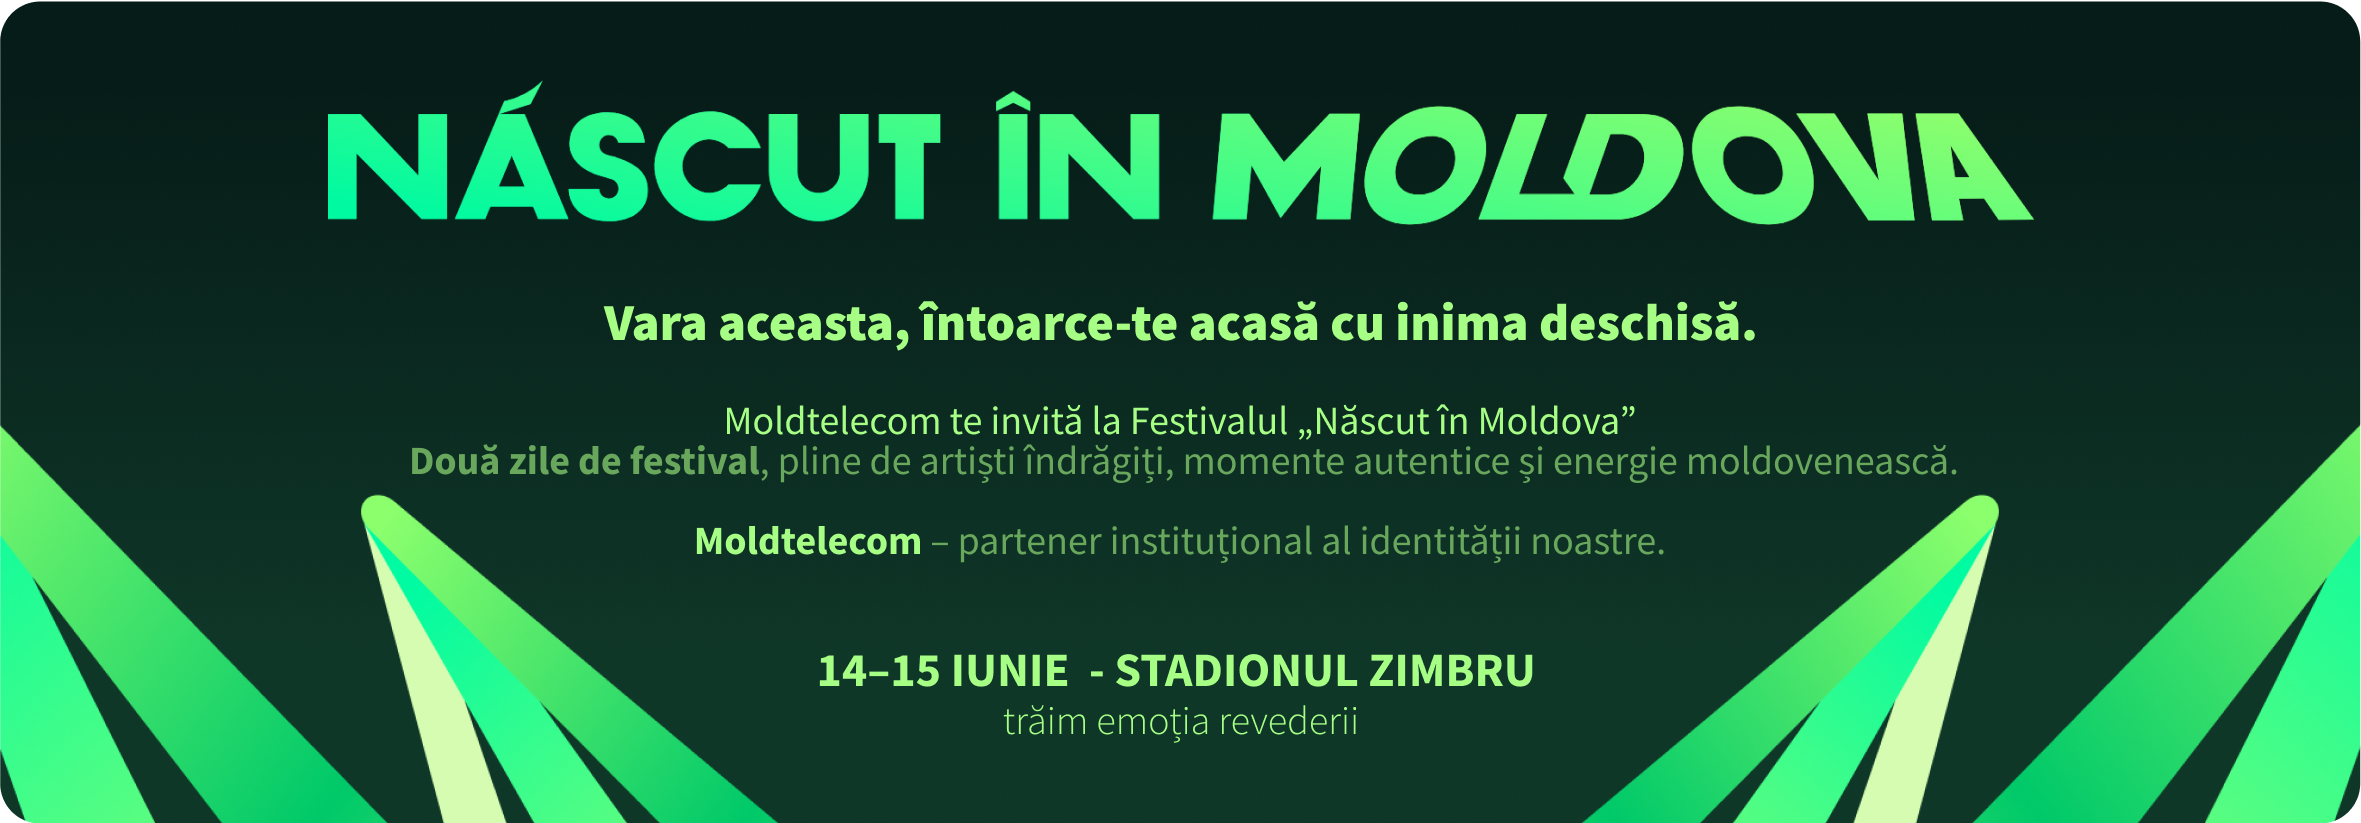 NĂSCUT ÎN MOLDOVA
Vara aceasta, întoarce-te acasă cu inima deschisă.
Moldtelecom te invită la Festivalul „Născut în Moldova”
Două zile de festival, pline de artiști îndrăgiți, momente autentice și energie moldovenească.
Moldtelecom – partener instituțional al identității noastre.
14–15 IUNIE - STADIONUL ZIMBRU
trăim emoția revederii